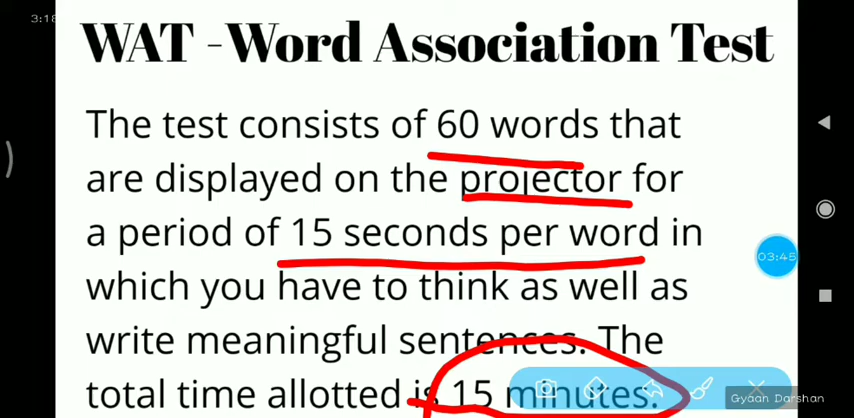 3:18
WAT -Word Association Test
The test consists of 60 words that
are displayed on the projector for
a period of 15 seconds per word in
which you have to think as well as
write meaningful sentences. The
total time allotted is 15 minutes.
03:45
Gyaan Darshan